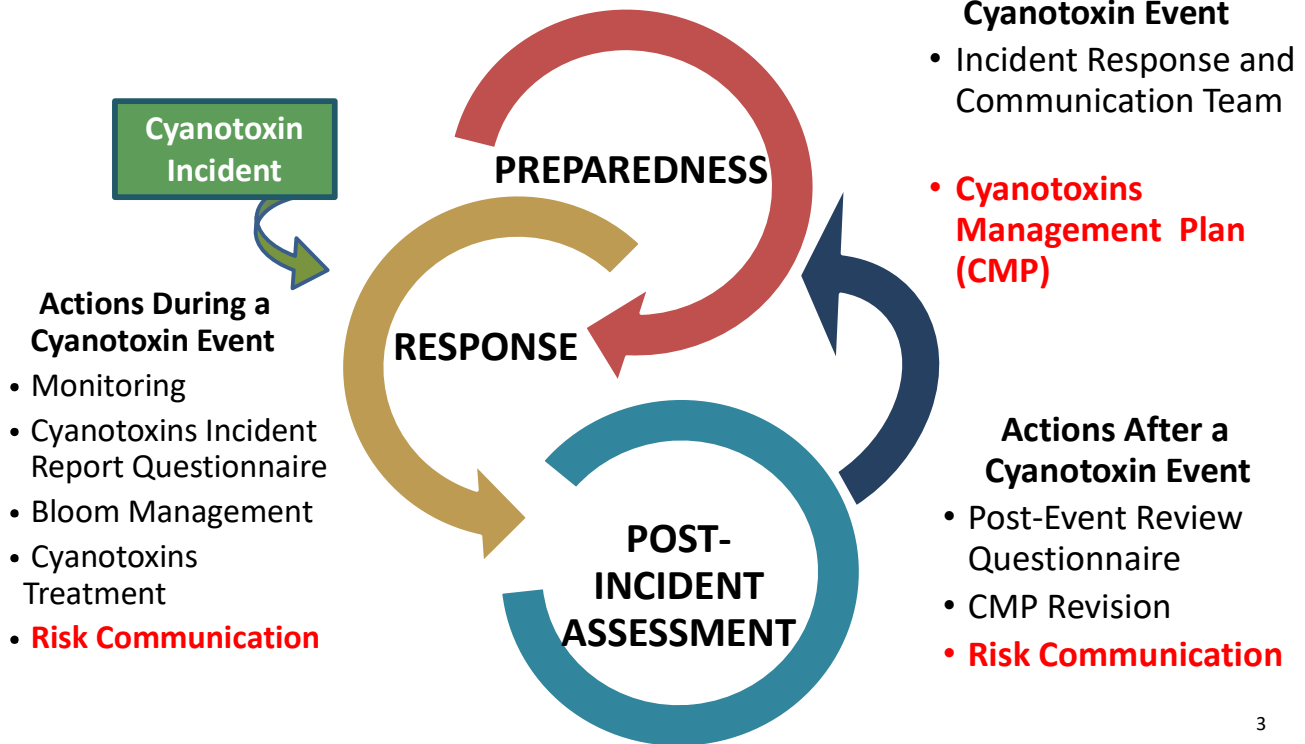 Cyanotoxin Event
• Incident Response and
Communication Team
• Cyanotoxins
Management Plan
(CMP)
Cyanotoxin
Incident
PREPAREDNESS
RESPONSE
POST-
INCIDENT
ASSESSMENT
Actions During a
Cyanotoxin Event
• Monitoring
• Cyanotoxins Incident
Report Questionnaire
• Bloom Management
• Cyanotoxins
Treatment
• Risk Communication
Actions After a
Cyanotoxin Event
• Post-Event Review
Questionnaire
• CMP Revision
• Risk Communication
3